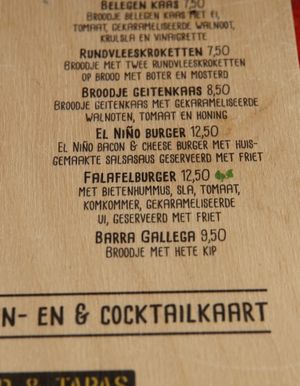 Belegen kaas 7,50
Broodje belegen kaas met ei,
tomaat, gekarameliseerde walnoot,
kruisla en vinaigrette
Rundvleeskroketten 7,50
Broodje met twee rundvleeskroketten
op brood met boter en mosterd
Broodje geitenkaas 8,50
Broodje geitenkaas met gekarameliseerde
walnoten, tomaat en honing
El Niño burger 12,50
El Niño bacon & cheese burger met huis-
gemaakte salsasaus geserveerd met friet
Falafelburger 12,50
met bietenhummus, sla, tomaat,
komkommer, gekarameliseerde
ui, geserveerd met friet
Barra Gallega 9,50
Broodje met hete kip
N- EN & COCKTAILKAART
& TAPAS